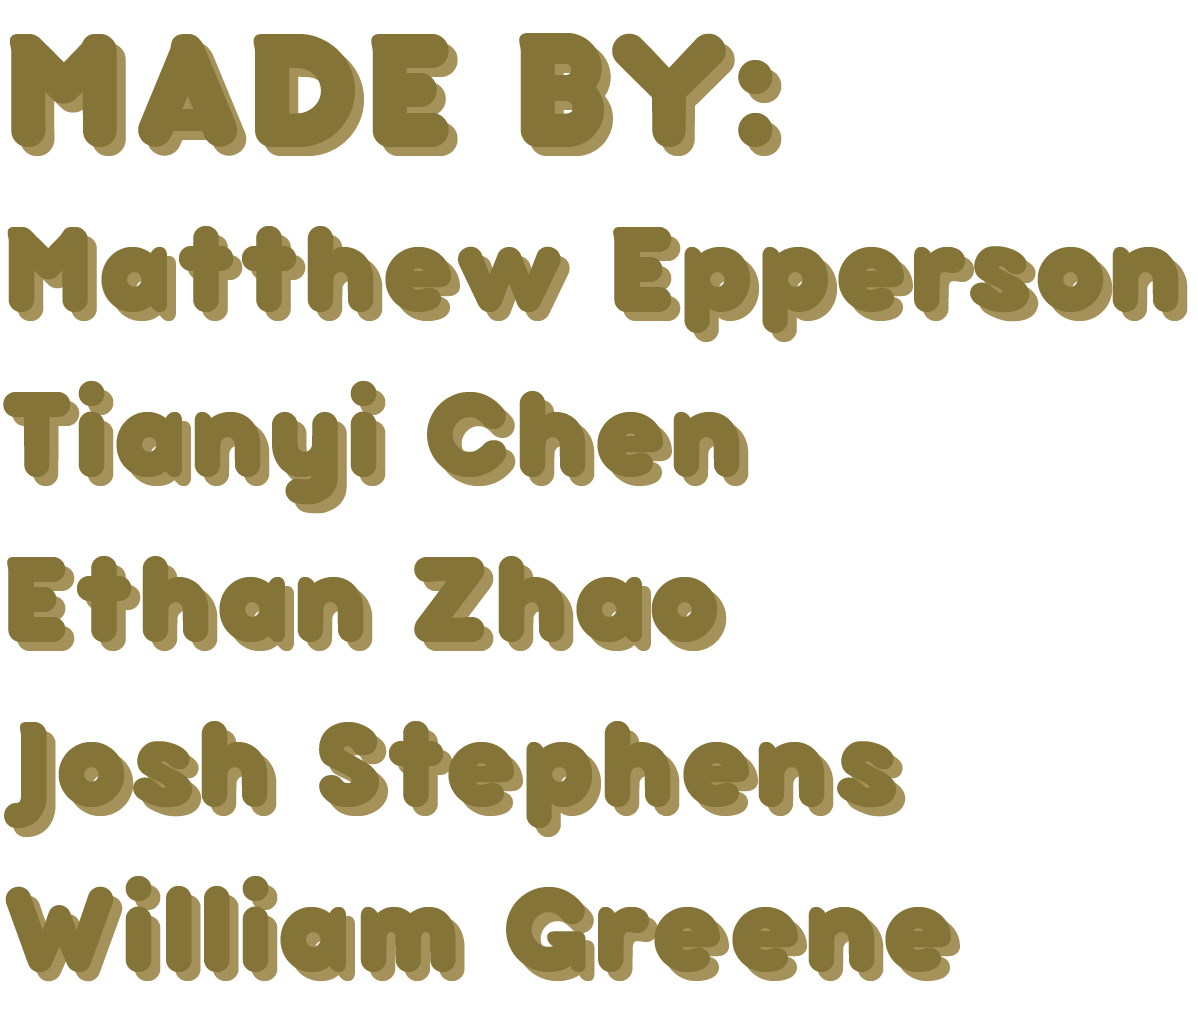 MADE BY:
Matthew Epperson
Tianyi Chen
Ethan Zhao
Josh Stephens
William Greene